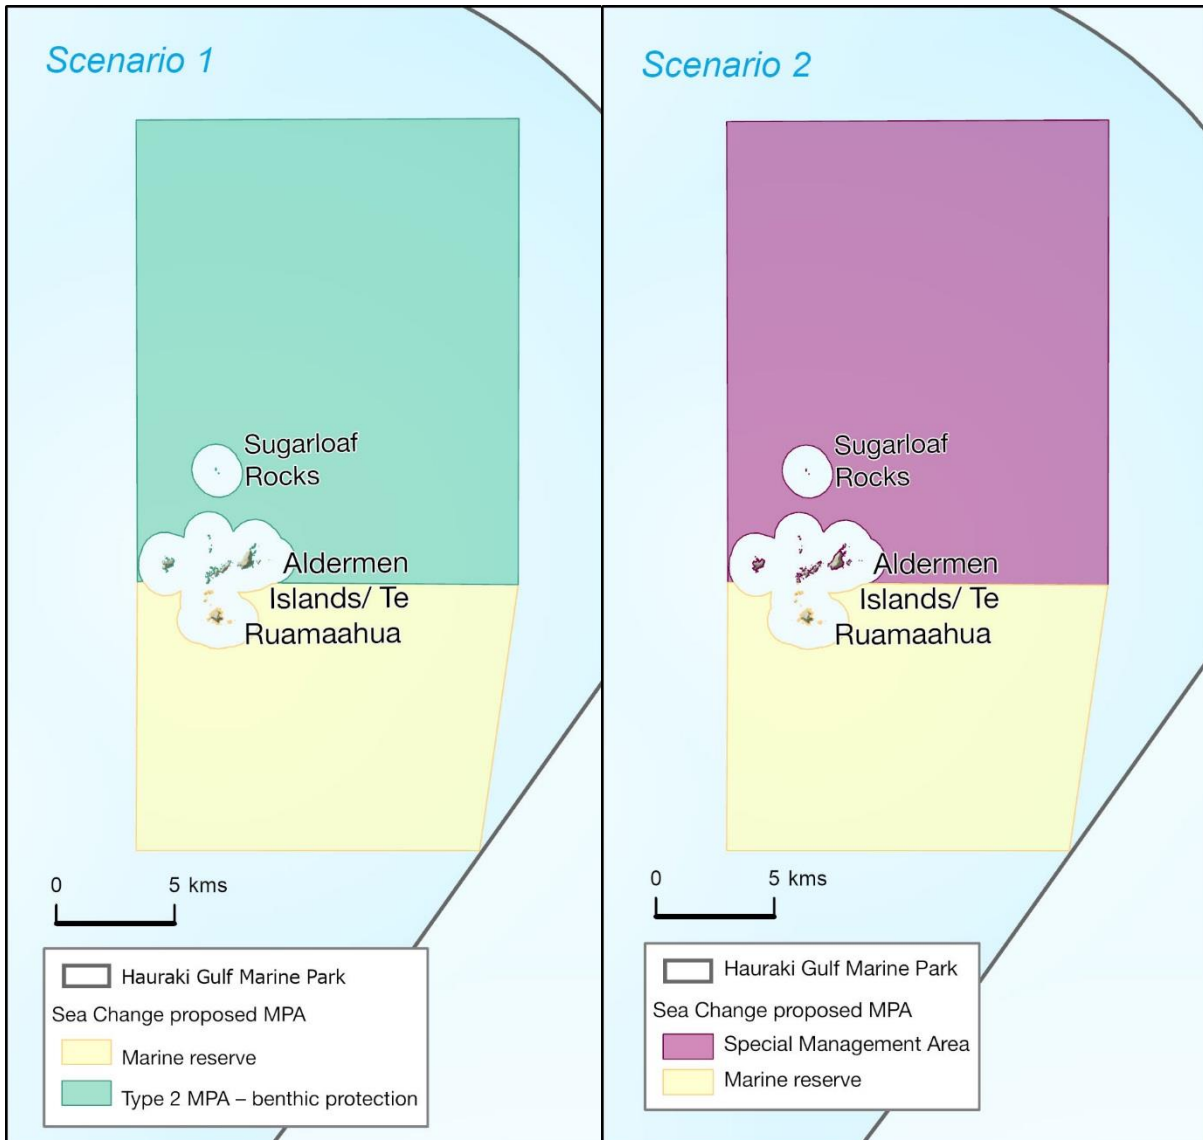 Scenario 1
Sugarloaf
Rocks
Aldermen
Islands/ Te
Ruamaahua
0 5 kms
Hauraki Gulf Marine Park
Sea Change proposed MPA
Marine reserve
Type 2 MPA – benthic protection
Scenario 2
Sugarloaf
Rocks
Aldermen
Islands/ Te
Ruamaahua
0 5 kms
Hauraki Gulf Marine Park
Sea Change proposed MPA
Special Management Area
Marine reserve